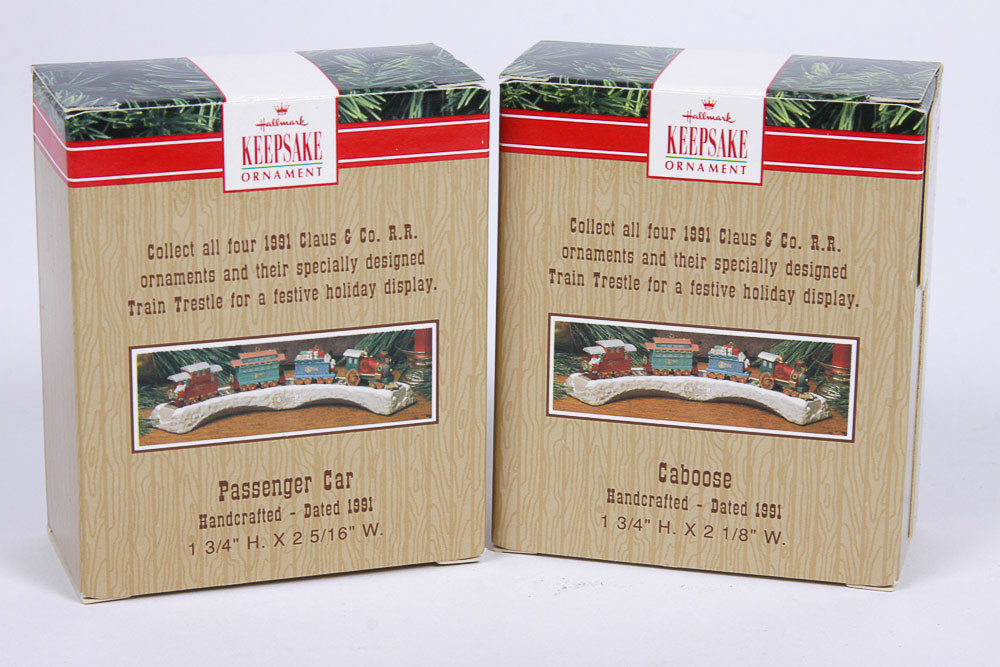 Hallmark
KEEPSAKE
ORNAMENT
Collect all four 1991 Claus & Co. R.R.
ornaments and their specially designed
Train Trestle for a festive holiday display.
Passenger Car
Handcrafted - Dated 1991
1 3/4" H. X 2 5/16" W.
Hallmark
KEEPSAKE
ORNAMENT
Collect all four 1991 Claus & Co. R.R.
ornaments and their specially designed
Train Trestle for a festive holiday display.
Caboose
Handcrafted - Dated 1991
1 3/4" H. X 2 1/8" W.